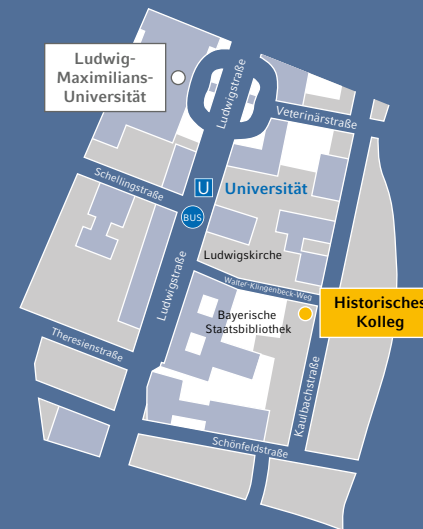 Ludwig-
Maximilians-
Universität
Ludwigstraße
Veterinärstraße
Schellingstraße
U Universität
BUS
Ludwigskirche
Ludwigstraße
Walter-Klingenbeck-Weg
Historisches
Kolleg
Bayerische
Staatsbibliothek
Theresienstraße
Kaulbachstraße
Schönfeldstraße